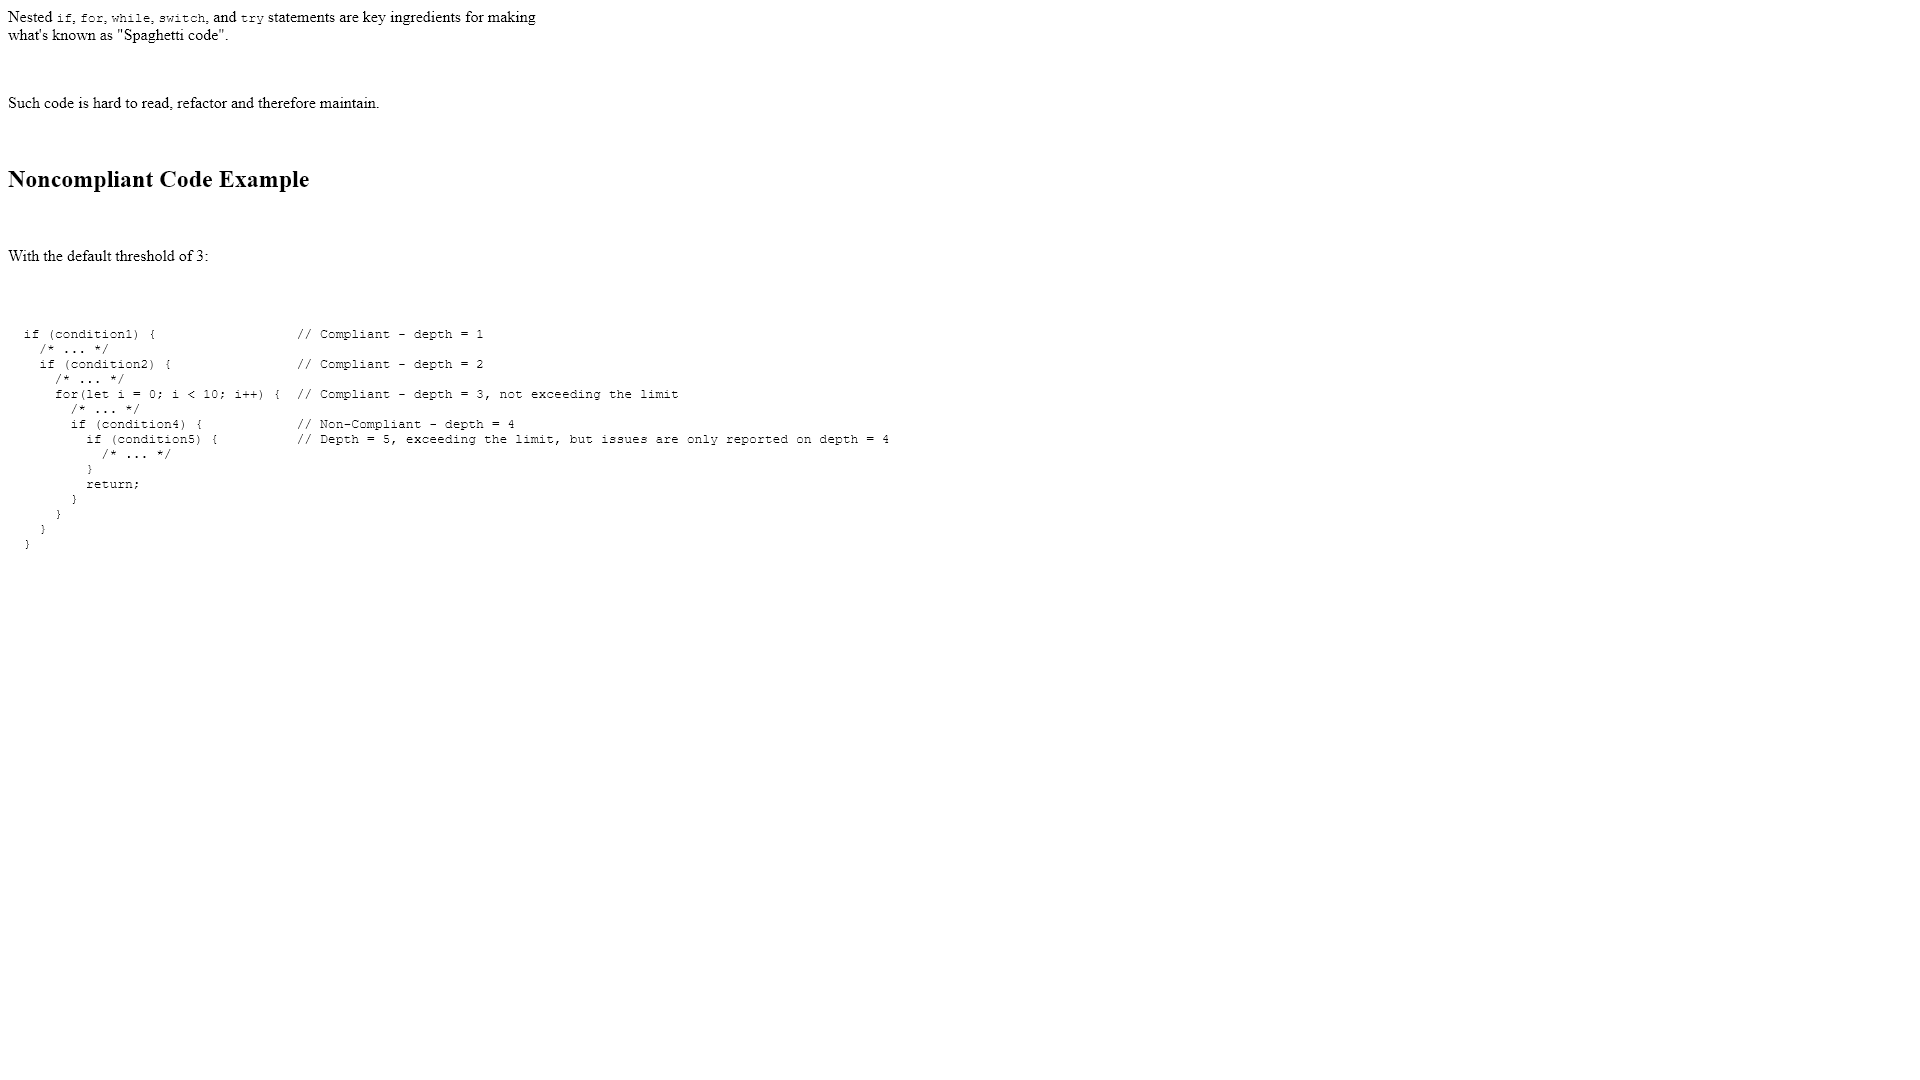 Nested if, for, while, switch, and try statements are key ingredients for making
what's known as "Spaghetti code".
Such code is hard to read, refactor and therefore maintain.
Noncompliant Code Example
With the default threshold of 3:
if (condition1) {                  // Compliant - depth = 1
  /* ... */
  if (condition2) {                // Compliant - depth = 2
    /* ... */
    for(let i = 0; i < 10; i++) {  // Compliant - depth = 3, not exceeding the limit
      /* ... */
      if (condition4) {            // Non-Compliant - depth = 4
        if (condition5) {          // Depth = 5, exceeding the limit, but issues are only reported on depth = 4
          /* ... */
        }
        return;
      }
    }
  }
}